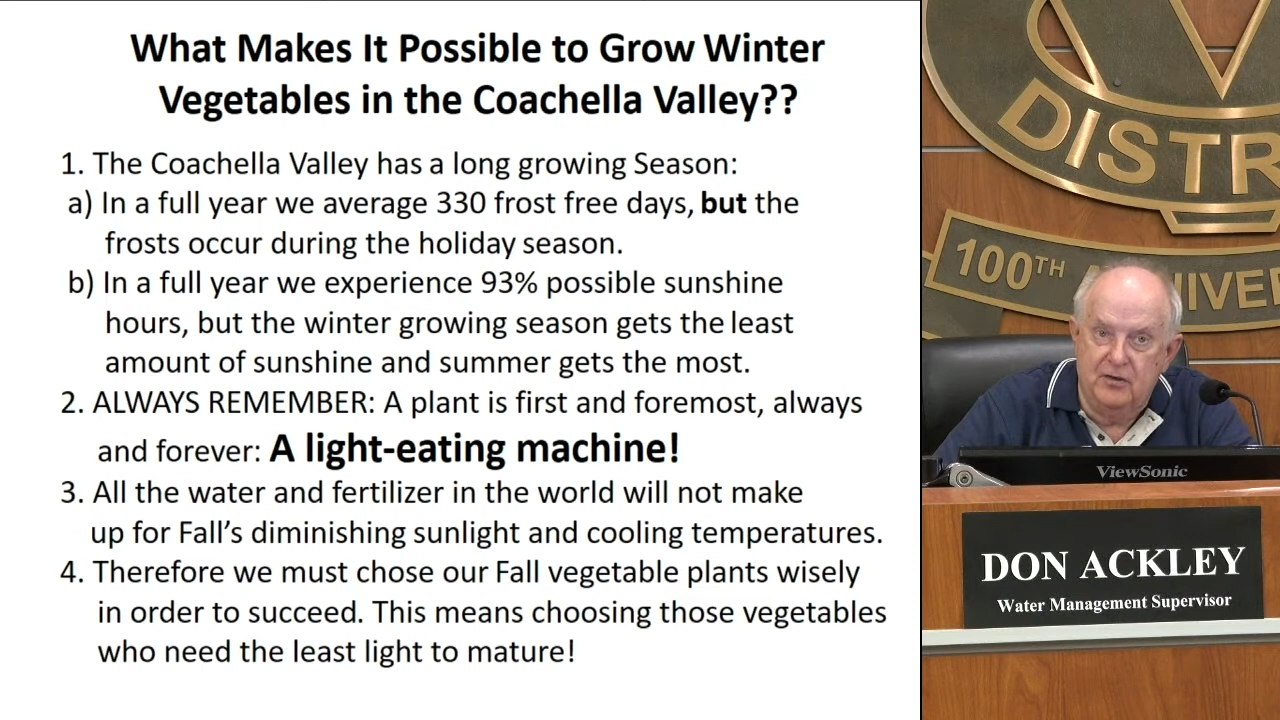 What Makes It Possible to Grow Winter
Vegetables in the Coachella Valley??
1. The Coachella Valley has a long growing Season:
a) In a full year we average 330 frost free days, but the
frosts occur during the holiday season.
b) In a full year we experience 93% possible sunshine
hours, but the winter growing season gets the least
amount of sunshine and summer gets the most.
2. ALWAYS REMEMBER: A plant is first and foremost, always
and forever: A light-eating machine!
3. All the water and fertilizer in the world will not make
up for Fall’s diminishing sunlight and cooling temperatures.
4. Therefore we must chose our Fall vegetable plants wisely
in order to succeed. This means choosing those vegetables
who need the least light to mature!
DISTR
100TH
ViewSonic
DON ACKLEY
Water Management Supervisor